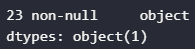 23 non-null     object
dtypes: object(1)